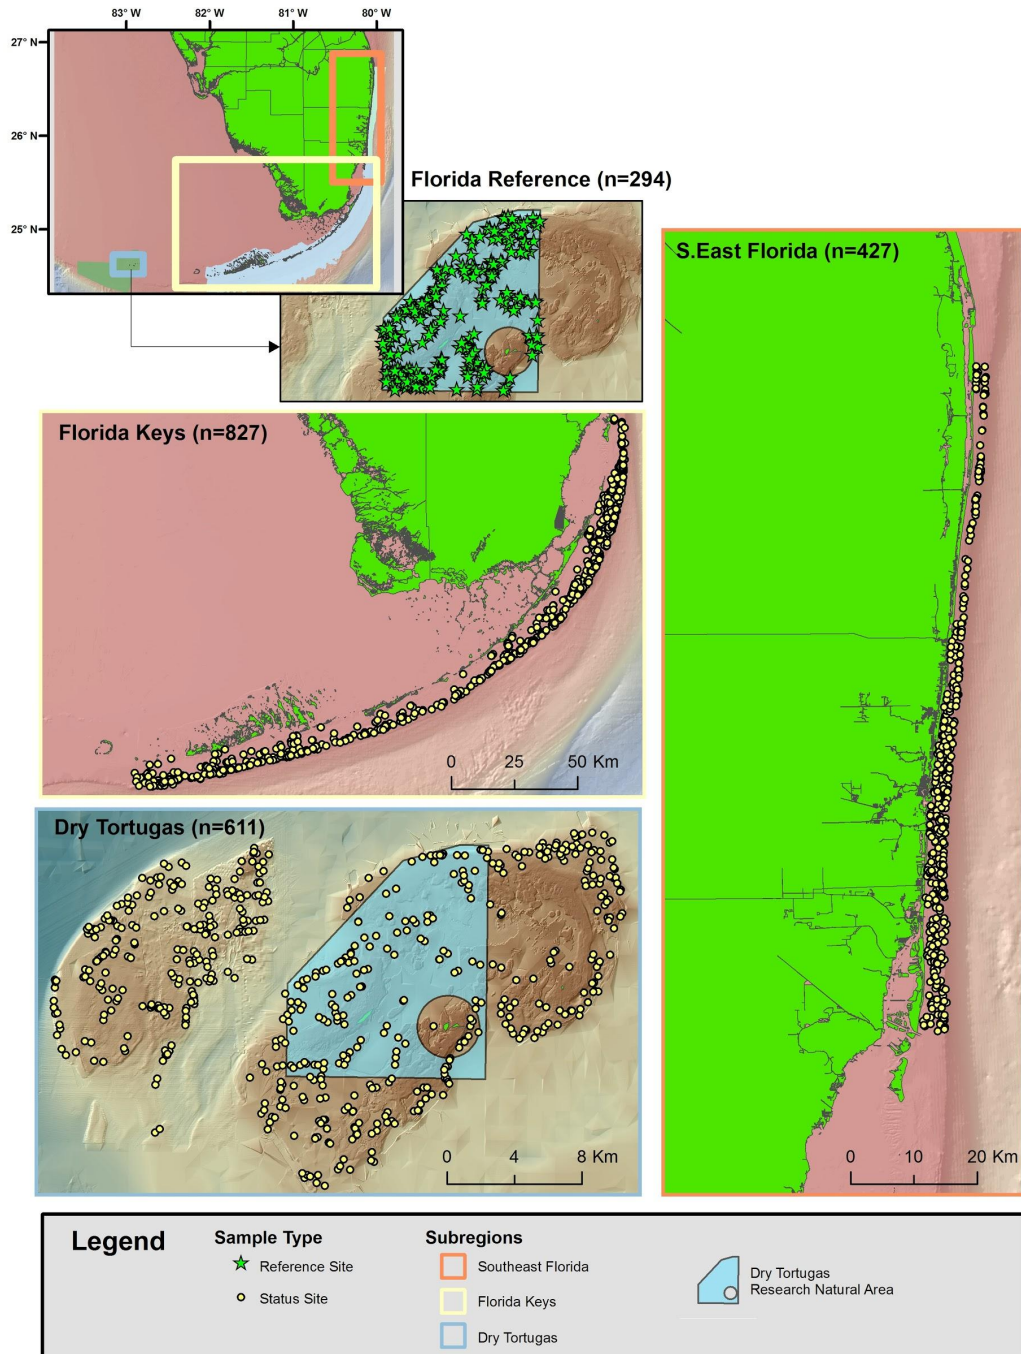 83° W 82° W 81° W 80° W
27° N
26° N
25° N
Florida Reference (n=294)
S.East Florida (n=427)
Florida Keys (n=827)
0 25 50 Km
Dry Tortugas (n=611)
0 4 8 Km
0 10 20 Km
Legend
Sample Type
Reference Site
Status Site
Subregions
Southeast Florida
Florida Keys
Dry Tortugas
Dry Tortugas
Research Natural Area